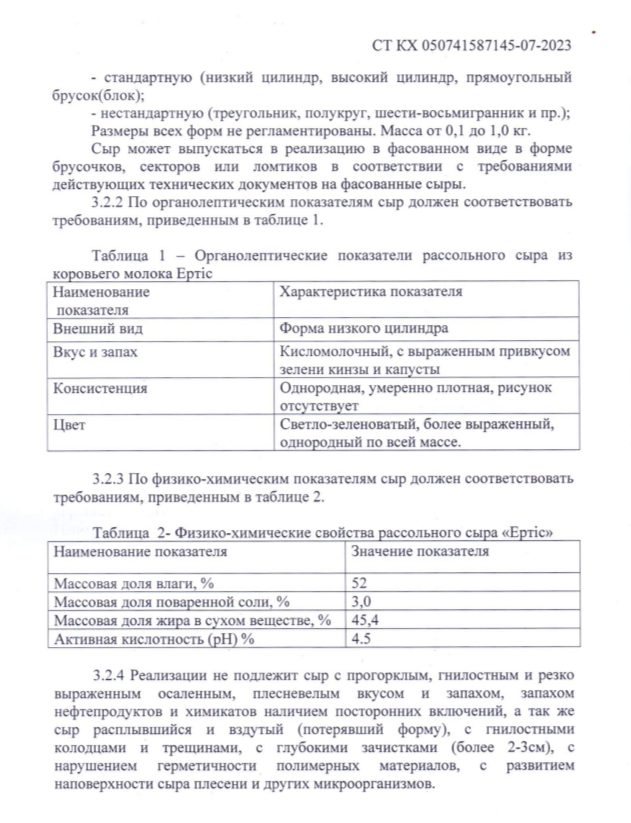 СТ КХ 050741587145-07-2023
- стандартную (низкий цилиндр, высокий цилиндр, прямоугольный
брусок(блок);
- нестандартную (треугольник, полукруг, шести-восьмигранник и пр.);
Размеры всех форм не регламентированы. Масса от 0,1 до 1,0 кг.
Сыр может выпускаться в реализацию в фасованном виде в форме
брусочков, секторов или ломтиков в соответствии с требованиями
действующих технических документов на фасованные сыры.
3.2.2 По органолептическим показателям сыр должен соответствовать
требованиям, приведенным в таблице 1.
Таблица 1 – Органолептические показатели рассольного сыра из
коровьего молока Ертіс
Наименование показателя
Характеристика показателя
Внешний вид
Форма низкого цилиндра
Вкус и запах
Кисломолочный, с выраженным привкусом
зелени кинзы и капусты
Консистенция
Однородная, умеренно плотная, рисунок
отсутствует
Цвет
Светло-зеленоватый, более выраженный,
однородный по всей массе.
3.2.3 По физико-химическим показателям сыр должен соответствовать
требованиям, приведенным в таблице 2.
Таблица 2- Физико-химические свойства рассольного сыра «Ертіс»
Наименование показателя
Значение показателя
Массовая доля влаги, %
52
Массовая доля поваренной соли, %
3,0
Массовая доля жира в сухом веществе, %
45,4
Активная кислотность (рН) %
4.5
3.2.4 Реализации не подлежит сыр с прогорклым, гнилостным и резко
выраженным осаленным, плесневелым вкусом и запахом, запахом
нефтепродуктов и химикатов наличием посторонних включений, а так же
сыр расплывшийся и вздутый (потерявший форму), с гнилостными
колодцами и трещинами, с глубокими зачистками (более 2-3см), с
нарушением герметичности полимерных материалов, с развитием
наповерхности сыра плесени и других микроорганизмов.